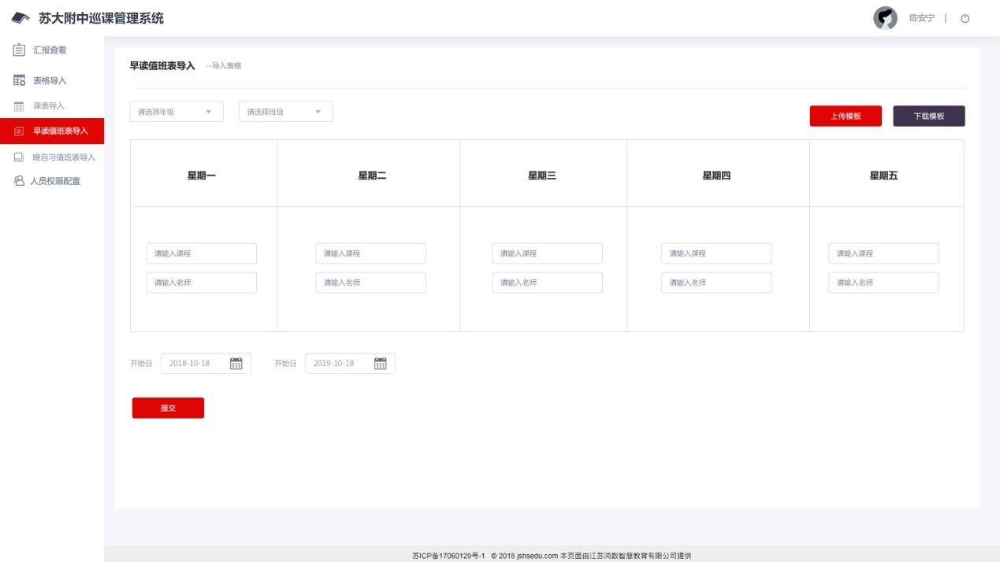 苏大附中巡课管理系统
陈安宁 |
汇报查看
表格导入
课表导入
早读值班表导入
晚自习值班表导入
人员权限配置
早读值班表导入 --导入表格
请选择年级 请选择班级 上传模板 下载模板
星期一 星期二 星期三 星期四 星期五
请输入课程 请输入课程 请输入课程 请输入课程 请输入课程
请输入老师 请输入老师 请输入老师 请输入老师 请输入老师
开始日 2018-10-18 开始日 2019-10-18
提交
苏ICP备17060129号-1 © 2018 jshsedu.com 本页面由江苏鸿数智慧教育有限公司提供